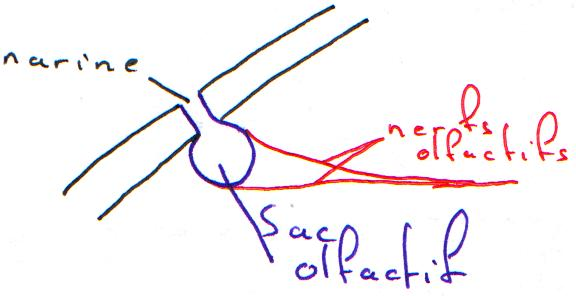 narine
nerfs
olfactifs
Sac
olfactif